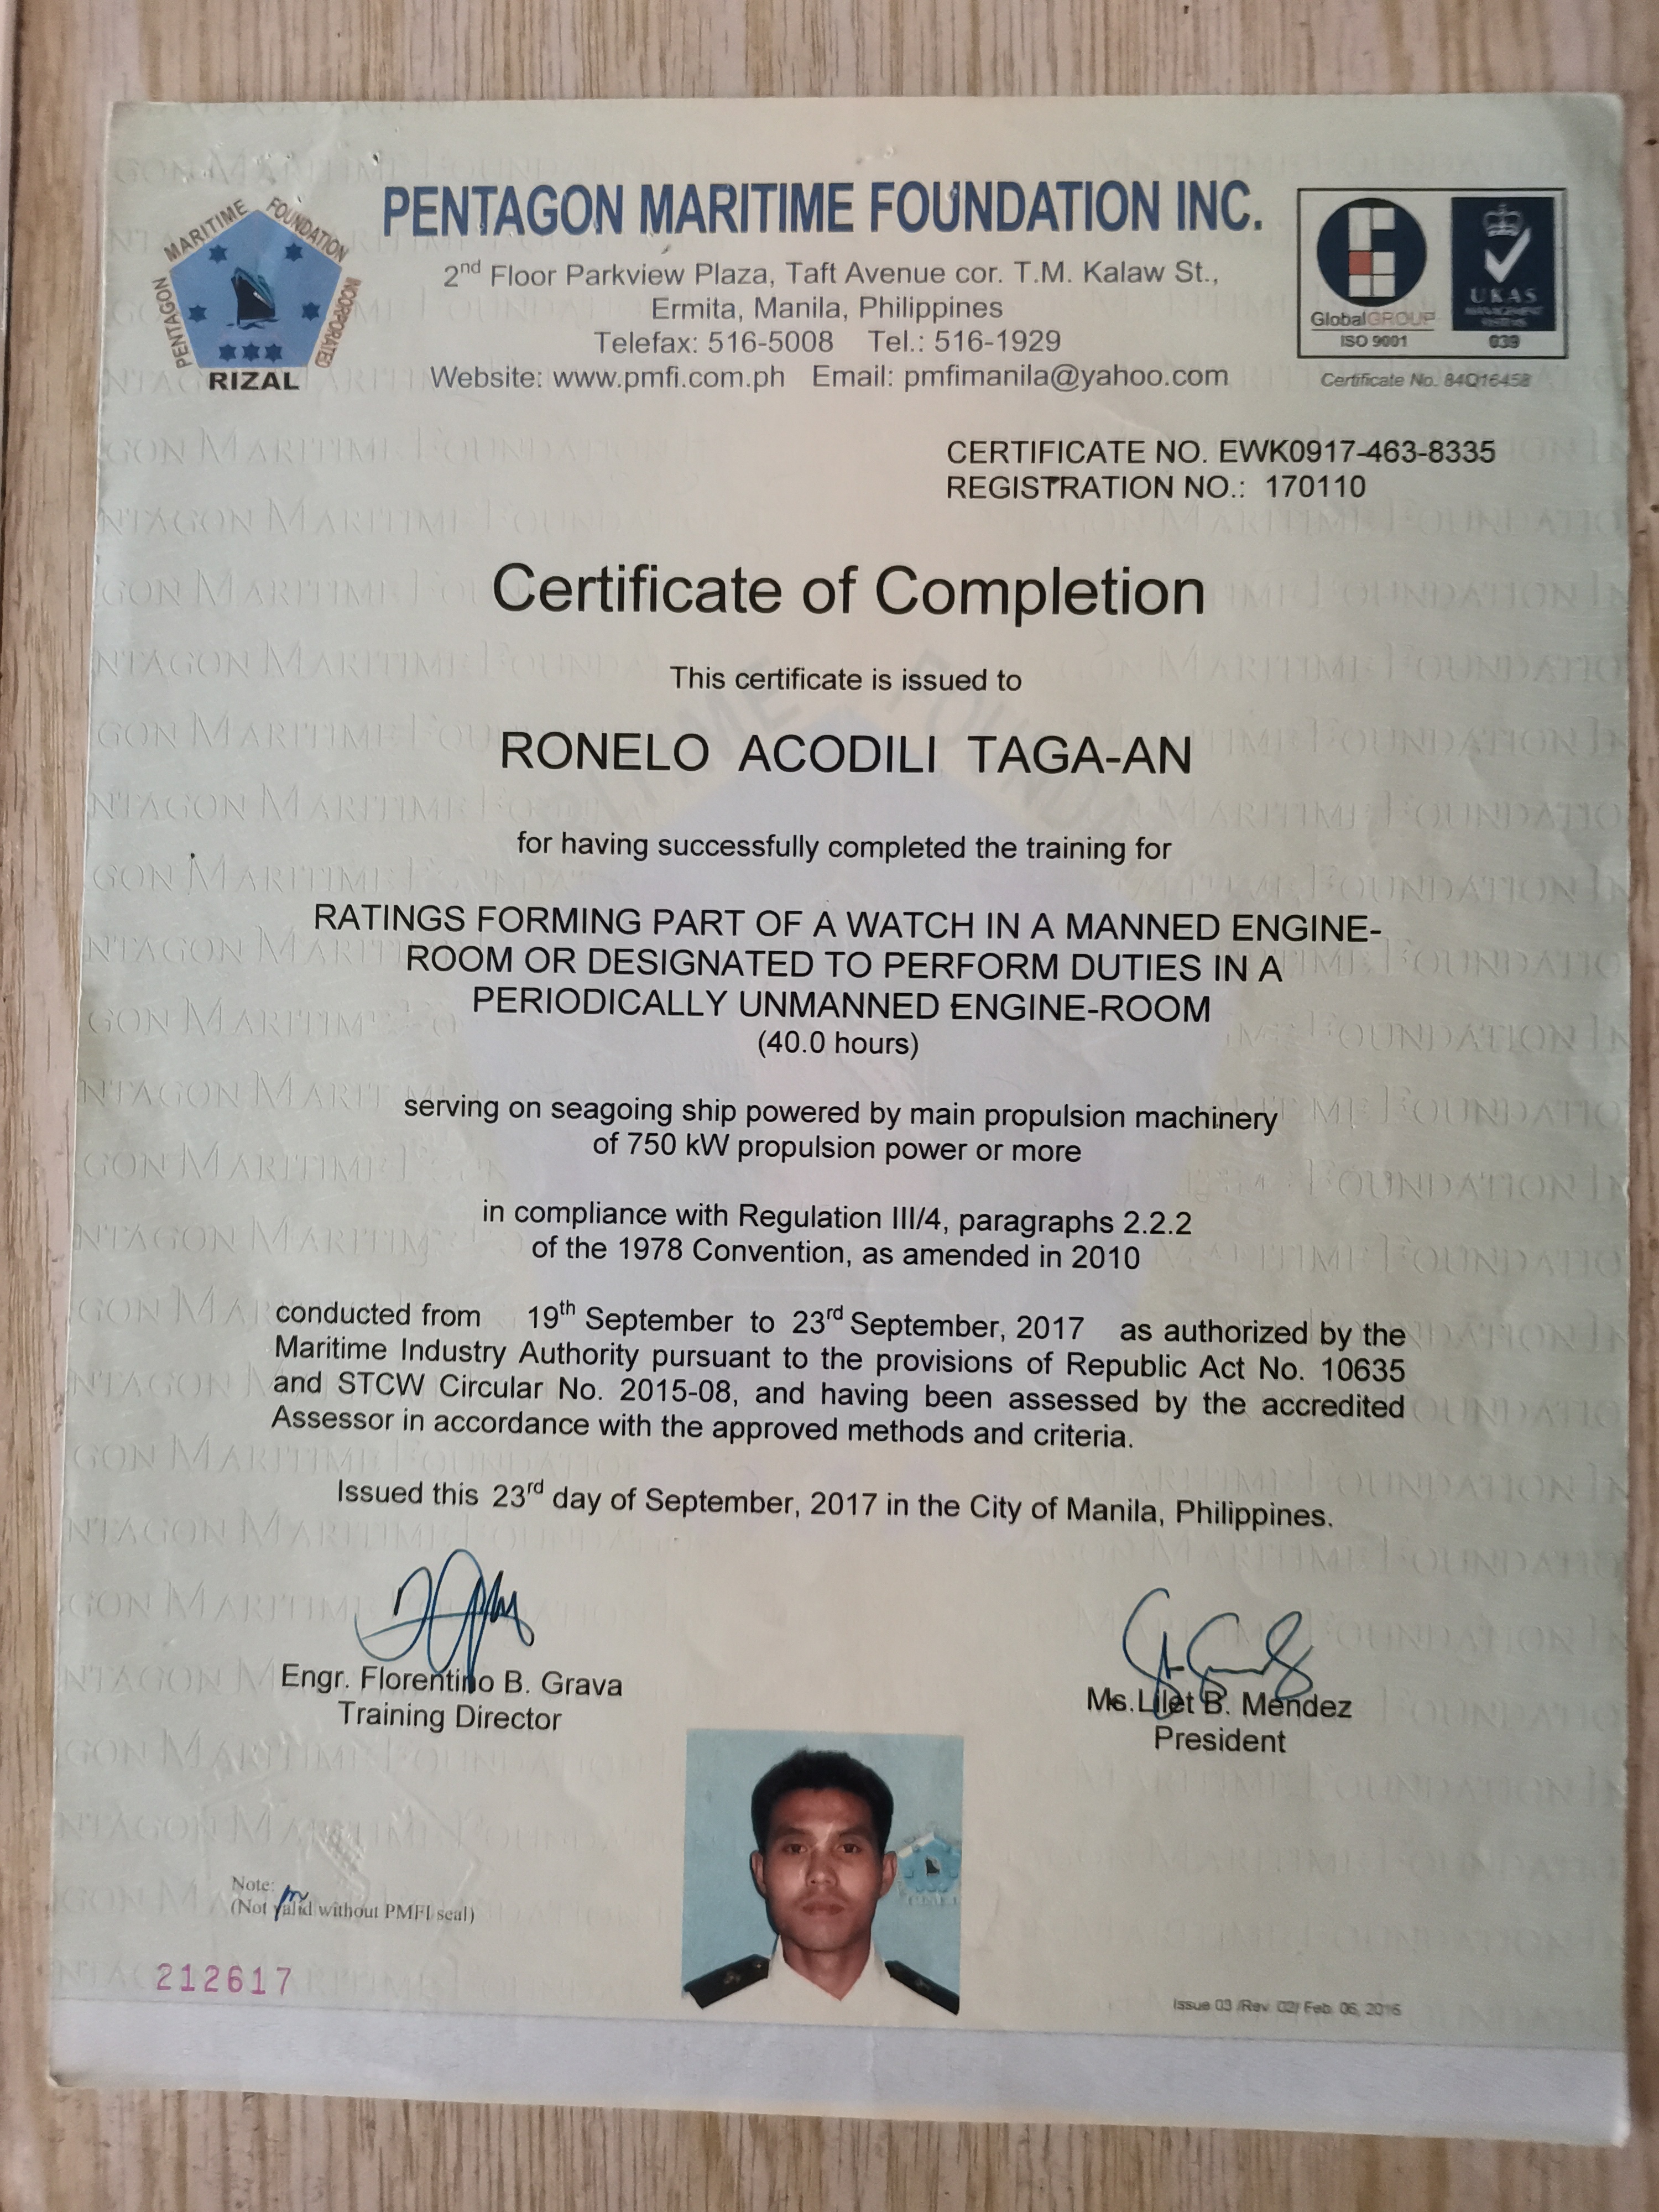 PENTAGON MARITIME FOUNDATION INCORPORATED
RIZAL
PENTAGON MARITIME FOUNDATION INC.
2nd Floor Parkview Plaza, Taft Avenue cor. T.M. Kalaw St.,
Ermita, Manila, Philippines
Telefax: 516-5008 Tel.: 516-1929
Website: www.pmfi.com.ph Email: pmfimanila@yahoo.com
GlobalGROUP
ISO 9001
UKAS
MANAGEMENT
SYSTEMS
039
Certificate No. 84Q16458
CERTIFICATE NO. EWK0917-463-8335
REGISTRATION NO.: 170110
Certificate of Completion
This certificate is issued to
RONELO ACODILI TAGA-AN
for having successfully completed the training for
RATINGS FORMING PART OF A WATCH IN A MANNED ENGINE-
ROOM OR DESIGNATED TO PERFORM DUTIES IN A
PERIODICALLY UNMANNED ENGINE-ROOM
(40.0 hours)
serving on seagoing ship powered by main propulsion machinery
of 750 kW propulsion power or more
in compliance with Regulation III/4, paragraphs 2.2.2
of the 1978 Convention, as amended in 2010
conducted from 19th September to 23rd September, 2017 as authorized by the
Maritime Industry Authority pursuant to the provisions of Republic Act No. 10635
and STCW Circular No. 2015-08, and having been assessed by the accredited
Assessor in accordance with the approved methods and criteria.
Issued this 23rd day of September, 2017 in the City of Manila, Philippines.
Engr. Florentino B. Grava
Training Director
Ms. Lilet B. Mendez
President
Note:
(Not valid without PMFI seal)
212617
Issue 03 /Rev. 02/ Feb. 06,